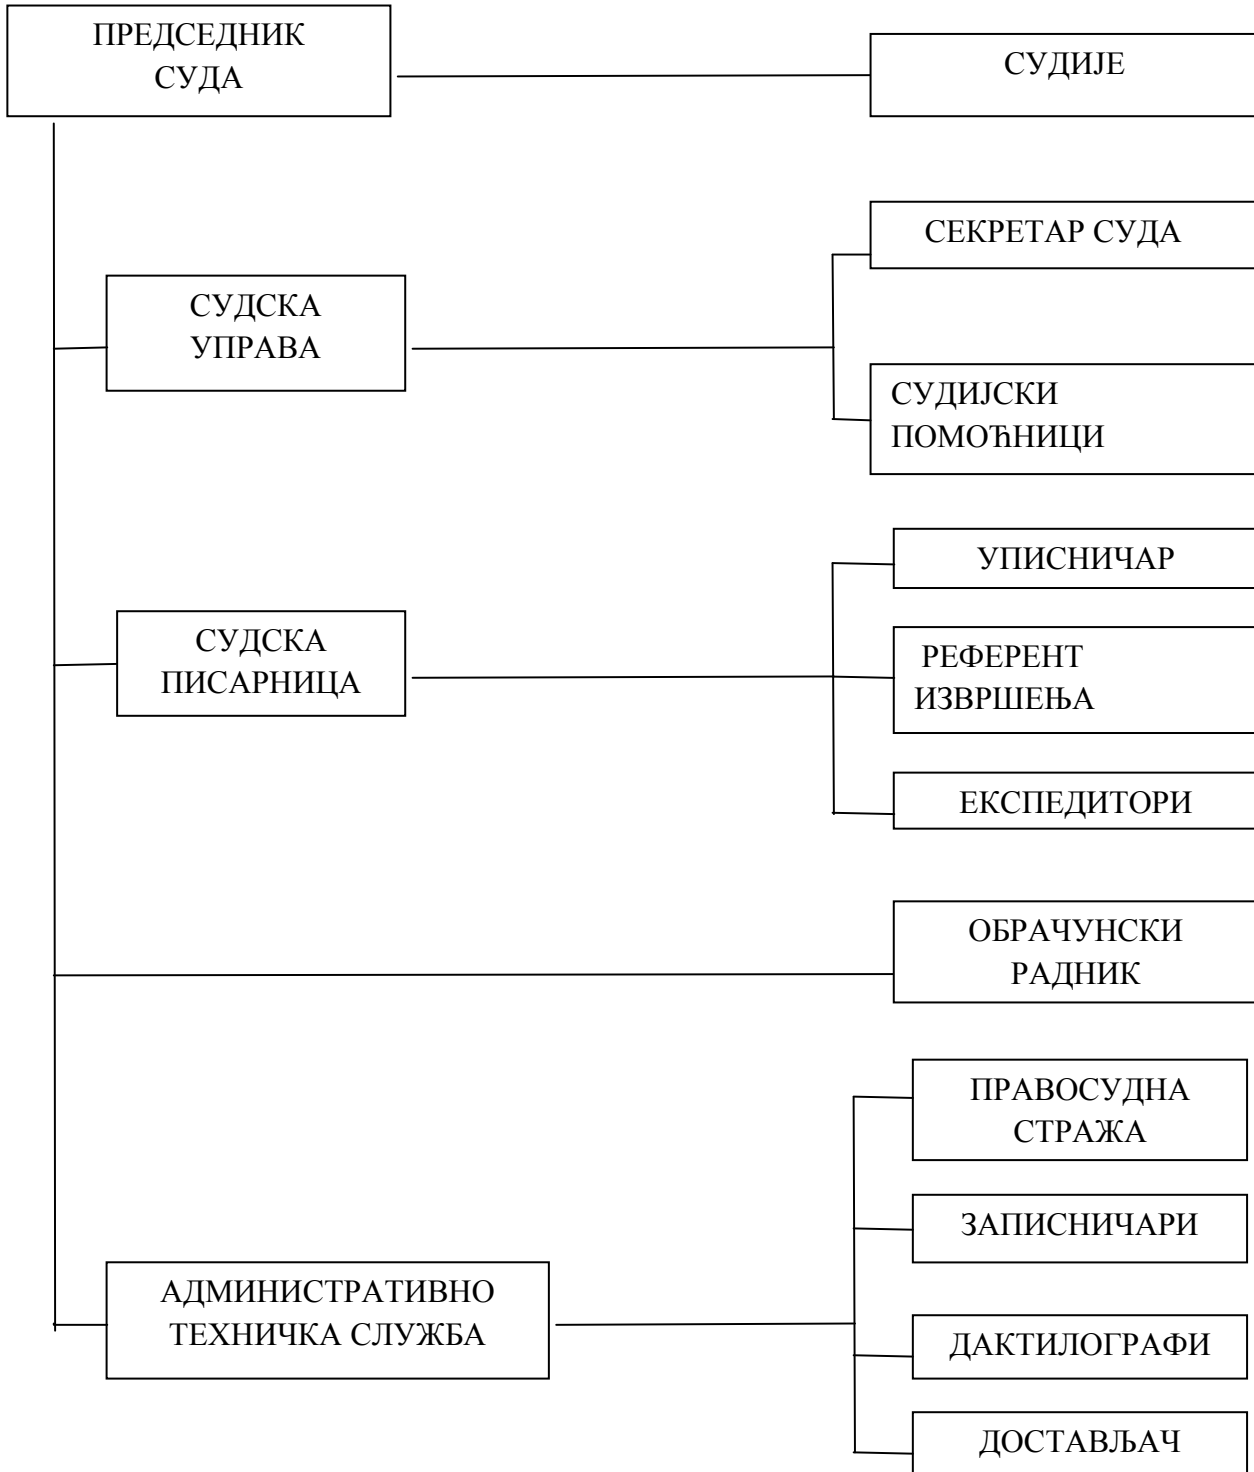 ПРЕДСЕДНИК
СУДА
СУДИЈЕ
СЕКРЕТАР СУДА
СУДСКА
УПРАВА
СУДИЈСКИ
ПОМОЋНИЦИ
УПИСНИЧАР
СУДСКА
ПИСАРНИЦА
РЕФЕРЕНТ
ИЗВРШЕЊА
ЕКСПЕДИТОРИ
ОБРАЧУНСКИ
РАДНИК
ПРАВОСУДНА
СТРАЖА
ЗАПИСНИЧАРИ
АДМИНИСТРАТИВНО
ТЕХНИЧКА СЛУЖБА
ДАКТИЛОГРАФИ
ДОСТАВЉАЧ